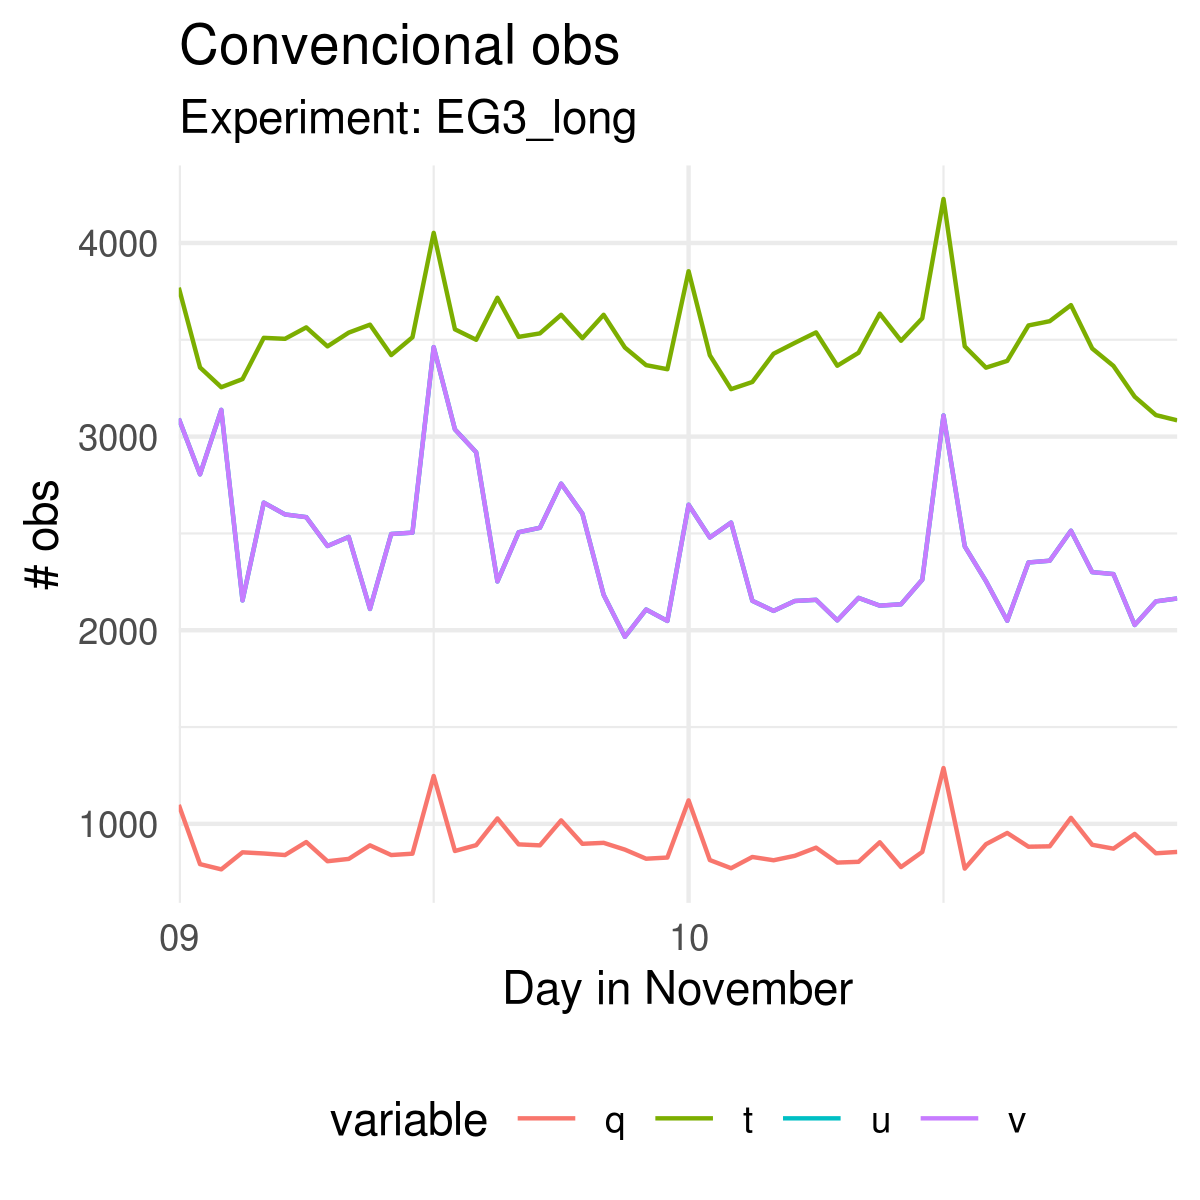 Convencional obs
Experiment: EG3_long
4000
3000
2000
1000
# obs
09 10
Day in November
variable q t u v